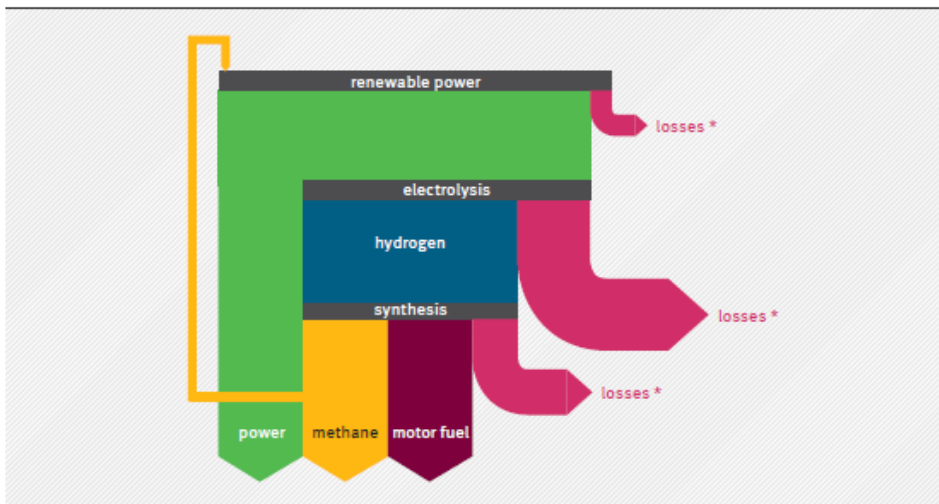 renewable power
losses *
electrolysis
hydrogen
synthesis
losses *
losses *
power
methane
motor fuel